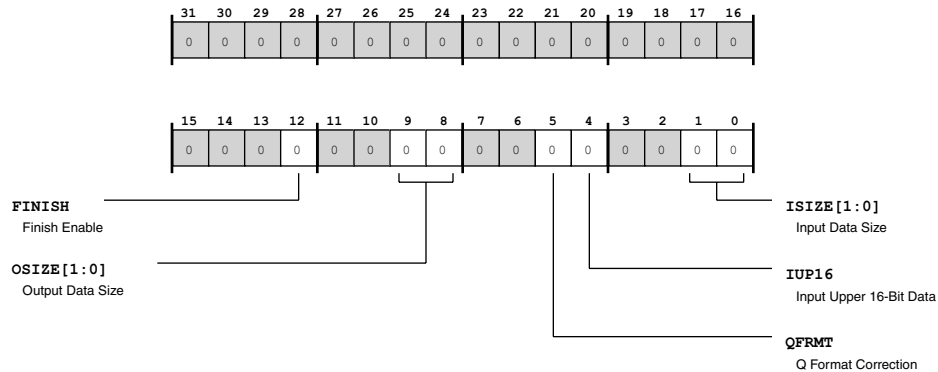 31 30 29 28 27 26 25 24 23 22 21 20 19 18 17 16
0 0 0 0 0 0 0 0 0 0 0 0 0 0 0 0
15 14 13 12 11 10 9 8 7 6 5 4 3 2 1 0
0 0 0 0 0 0 0 0 0 0 0 0 0 0 0 0
FINISH
Finish Enable
OSIZE[1:0]
Output Data Size
ISIZE[1:0]
Input Data Size
IUP16
Input Upper 16-Bit Data
QFRMT
Q Format Correction